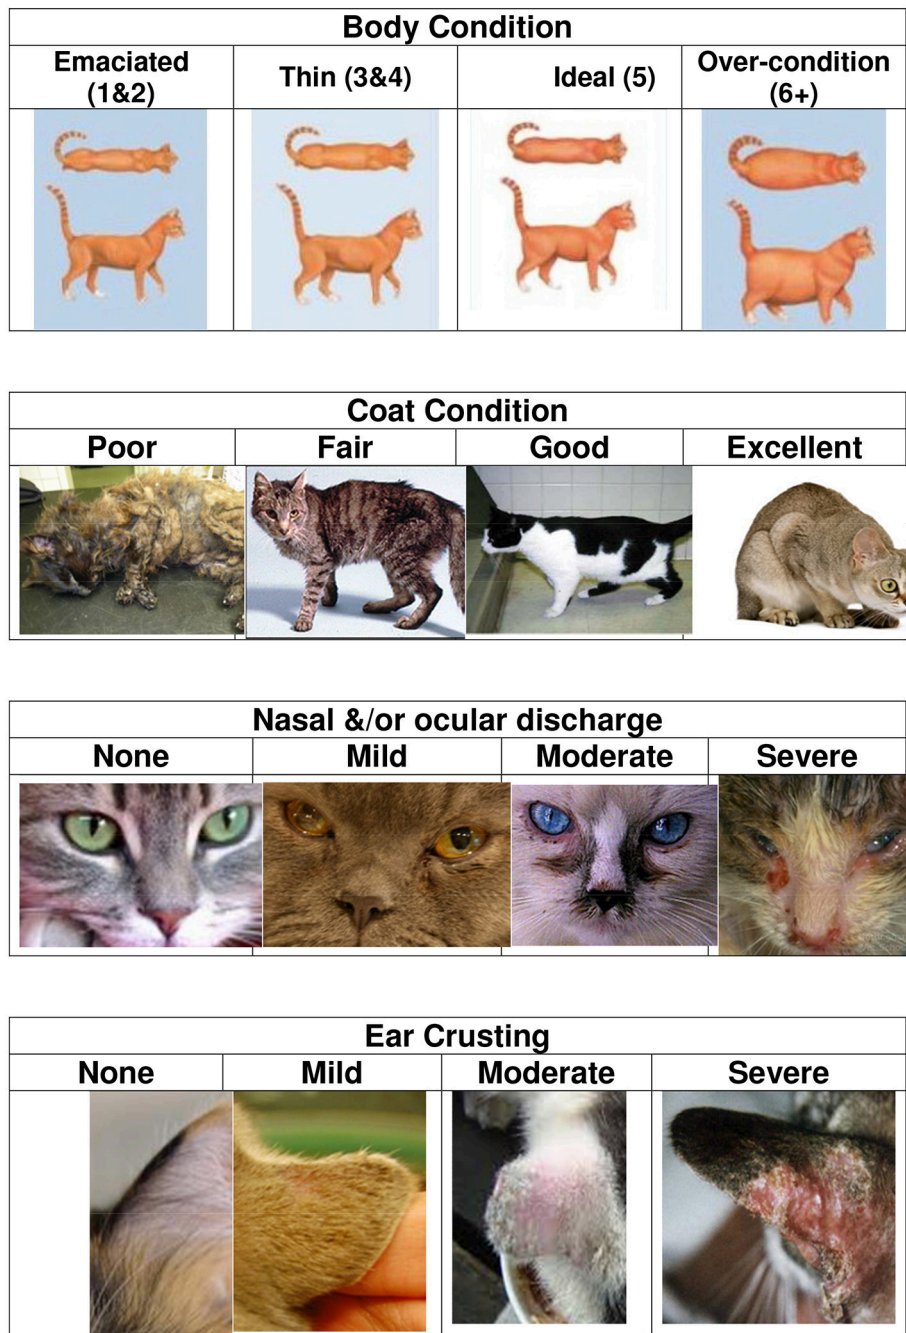 Body Condition
Emaciated
(1&2)
Thin (3&4)
Ideal (5)
Over-condition
(6+)
Coat Condition
Poor
Fair
Good
Excellent
Nasal &/or ocular discharge
None
Mild
Moderate
Severe
Ear Crusting
None
Mild
Moderate
Severe